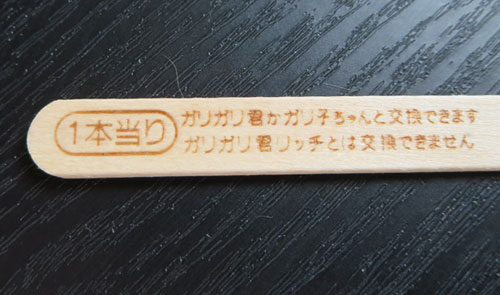 1本当り
ガリガリ君かガリ子ちゃんと交換できます
ガリガリ君リッチとは交換できません